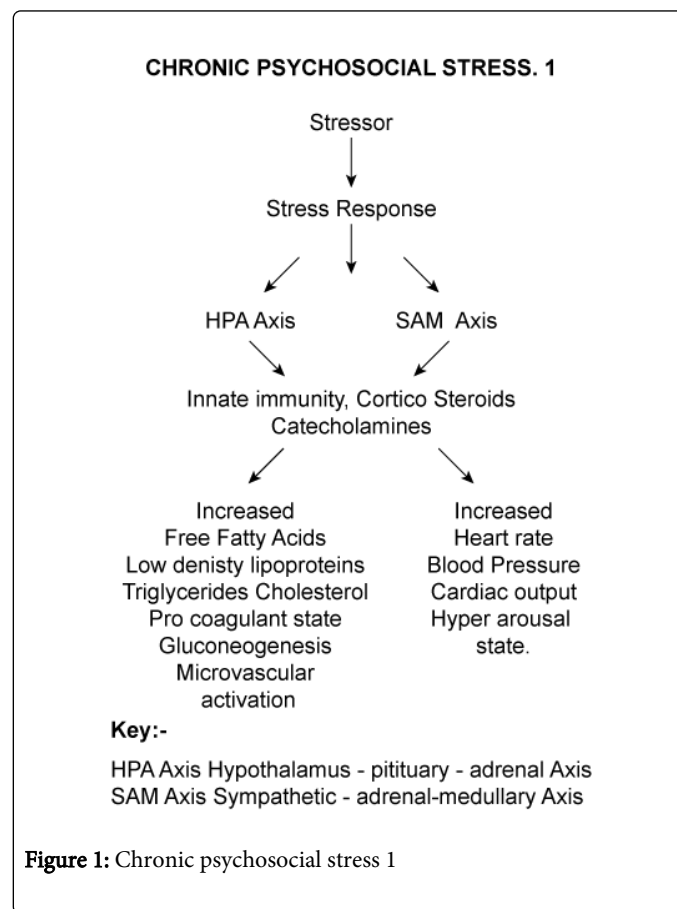 CHRONIC PSYCHOSOCIAL STRESS. 1
Stressor
Stress Response
HPA Axis
SAM Axis
Innate immunity, Cortico Steroids
Catecholamines
Increased
Free Fatty Acids
Low denisty lipoproteins
Triglycerides Cholesterol
Pro coagulant state
Gluconeogenesis
Microvascular
activation
Increased
Heart rate
Blood Pressure
Cardiac output
Hyper arousal
state.
Key:-
HPA Axis Hypothalamus - pitituary - adrenal Axis
SAM Axis Sympathetic - adrenal-medullary Axis
Figure 1: Chronic psychosocial stress 1